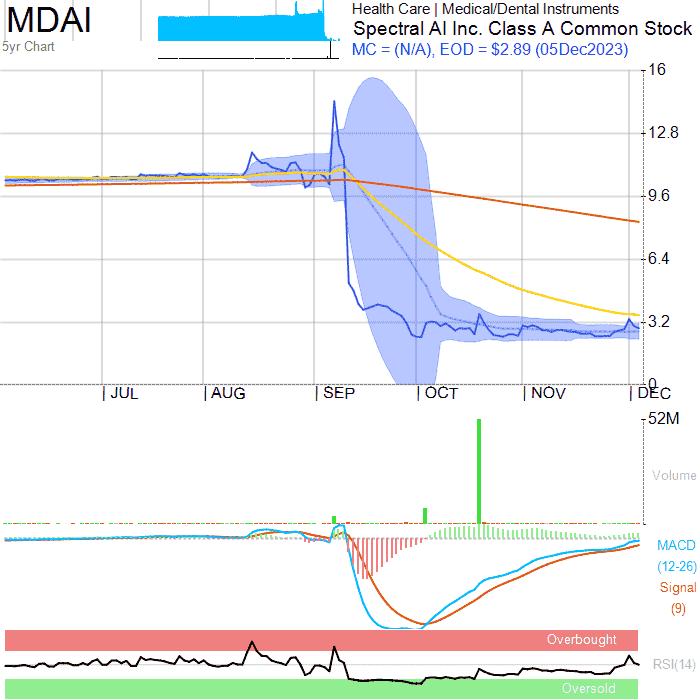 MDAI
5yr Chart
Health Care | Medical/Dental Instruments
Spectral AI Inc. Class A Common Stock
MC = (N/A), EOD = $2.89 (05Dec2023)
16
12.8
9.6
6.4
3.2
0
| JUL | AUG | SEP | OCT | NOV | DEC
52M
Volume
MACD
(12-26)
Signal
(9)
Overbought
RSI(14)
Oversold